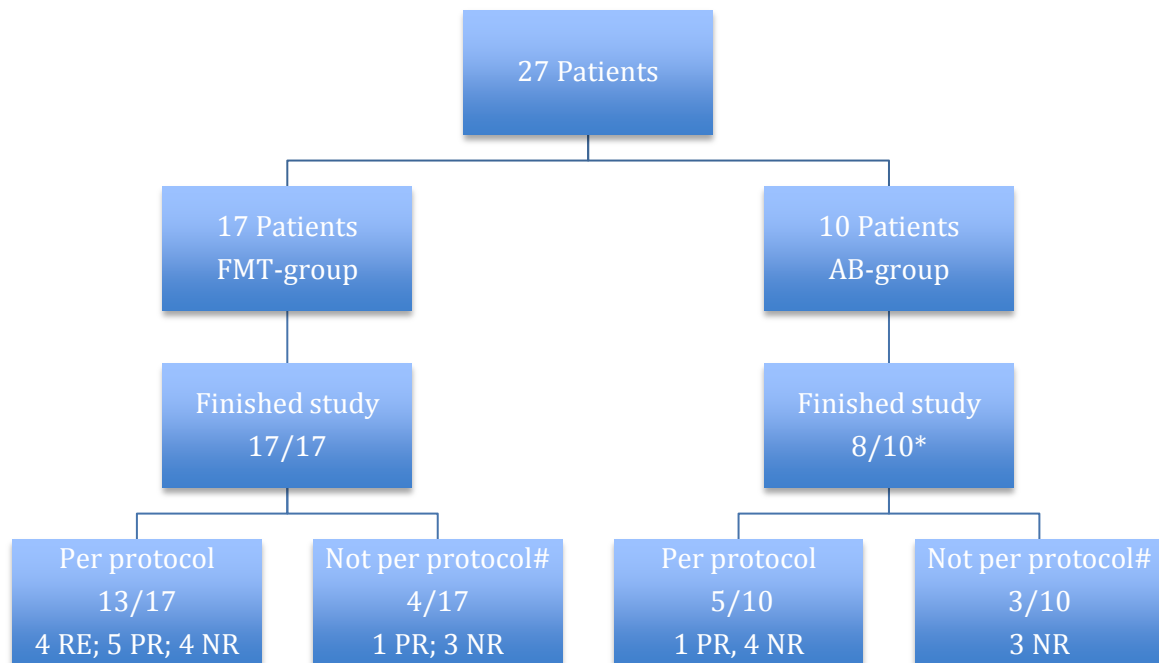 27 Patients
17 Patients
FMT-group
10 Patients
AB-group
Finished study
17/17
Finished study
8/10*
Per protocol
13/17
4 RE; 5 PR; 4 NR
Not per protocol#
4/17
1 PR; 3 NR
Per protocol
5/10
1 PR, 4 NR
Not per protocol#
3/10
3 NR